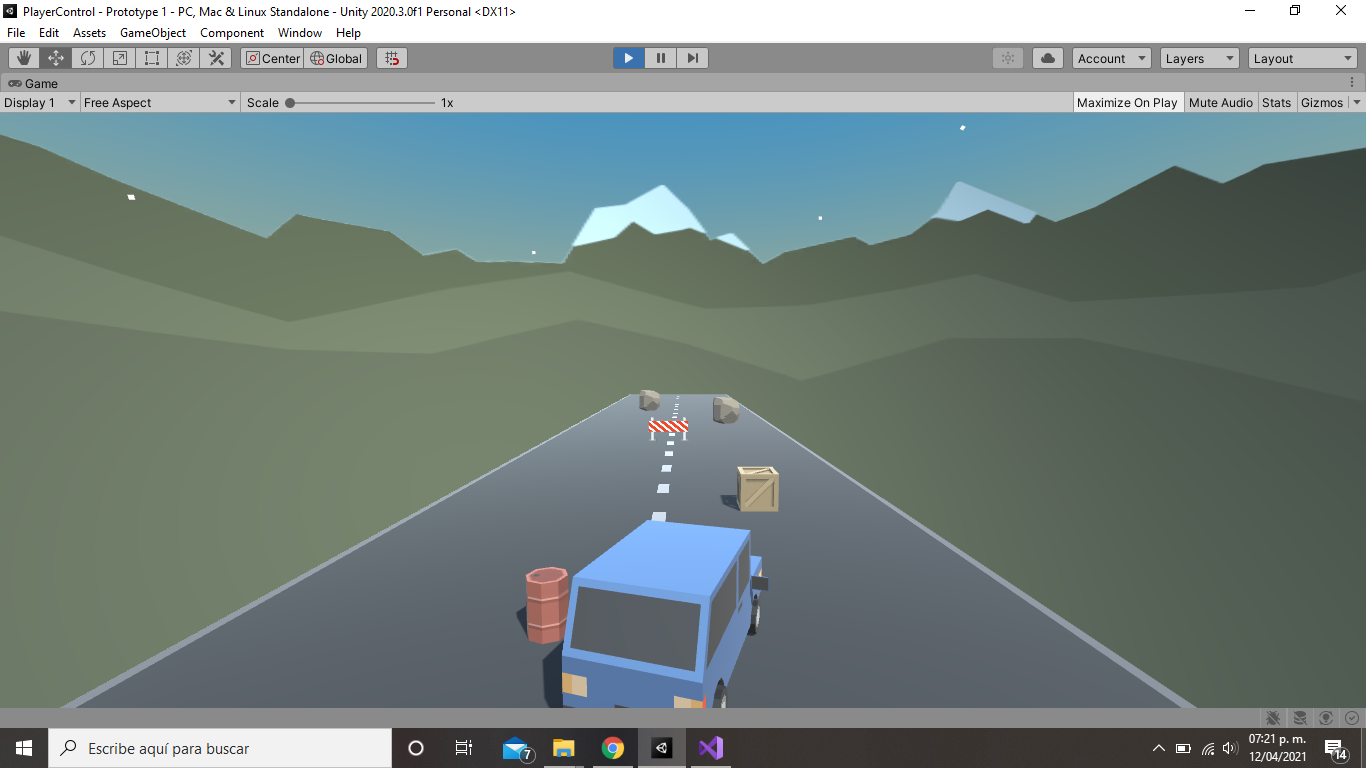 PlayerControl - Prototype 1 - PC, Mac & Linux Standalone - Unity 2020.3.0f1 Personal <DX11>
File Edit Assets GameObject Component Window Help
Center Global Account Layers Layout
Game
Display 1 Free Aspect Scale 1x Maximize On Play Mute Audio Stats Gizmos
Escribe aquí para buscar 7 07:21 p. m. 14
12/04/2021